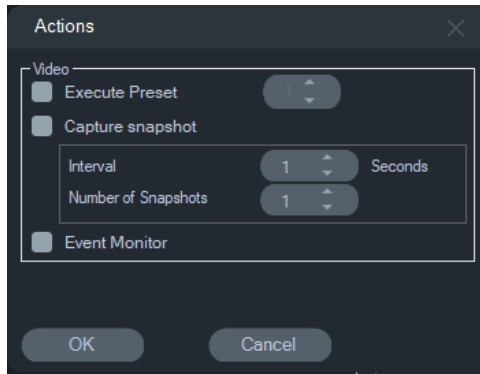 Actions
Video
Execute Preset 1
Capture snapshot
Interval 1 Seconds
Number of Snapshots 1
Event Monitor
OK Cancel